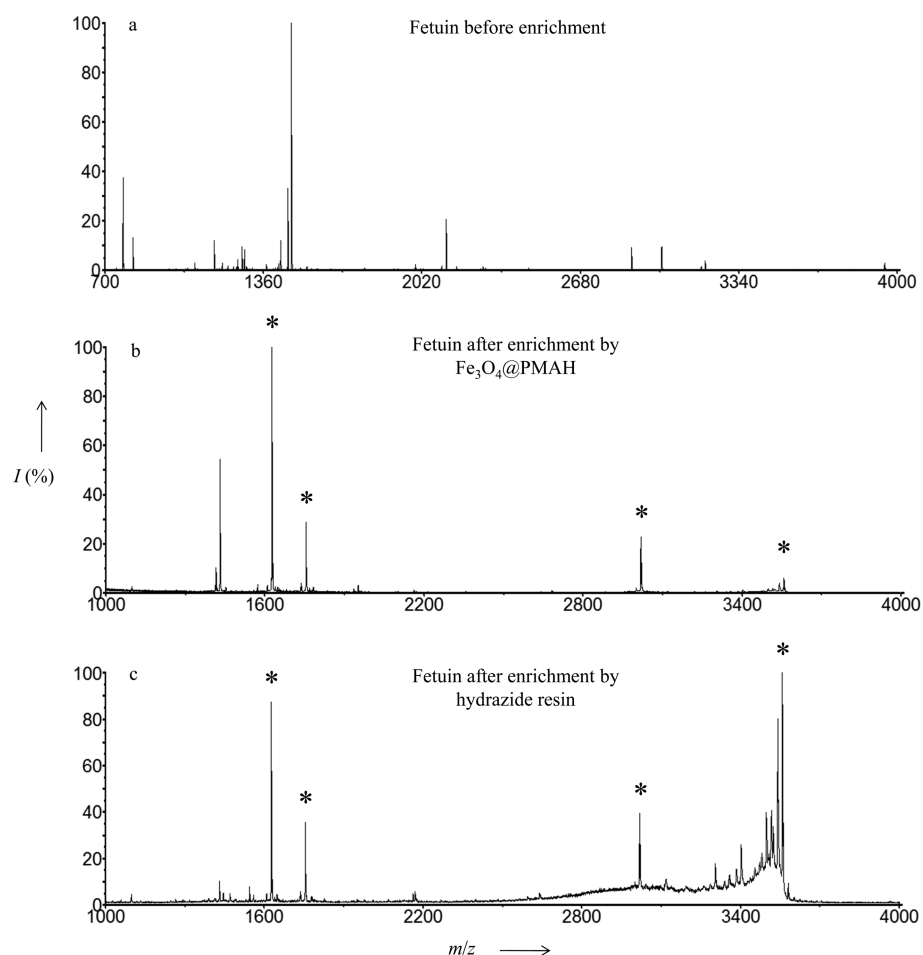 a
Fetuin before enrichment
100
80
60
40
20
0
700 1360 2020 2680 3340 4000
*
b
Fetuin after enrichment by
Fe₃O₄@PMAH
100
80
60
40
20
0
* * *
1000 1600 2200 2800 3400 4000
I (%)
*
*
c
Fetuin after enrichment by
hydrazide resin
100
80
60
40
20
0
* *
1000 1600 2200 2800 3400 4000
m/z